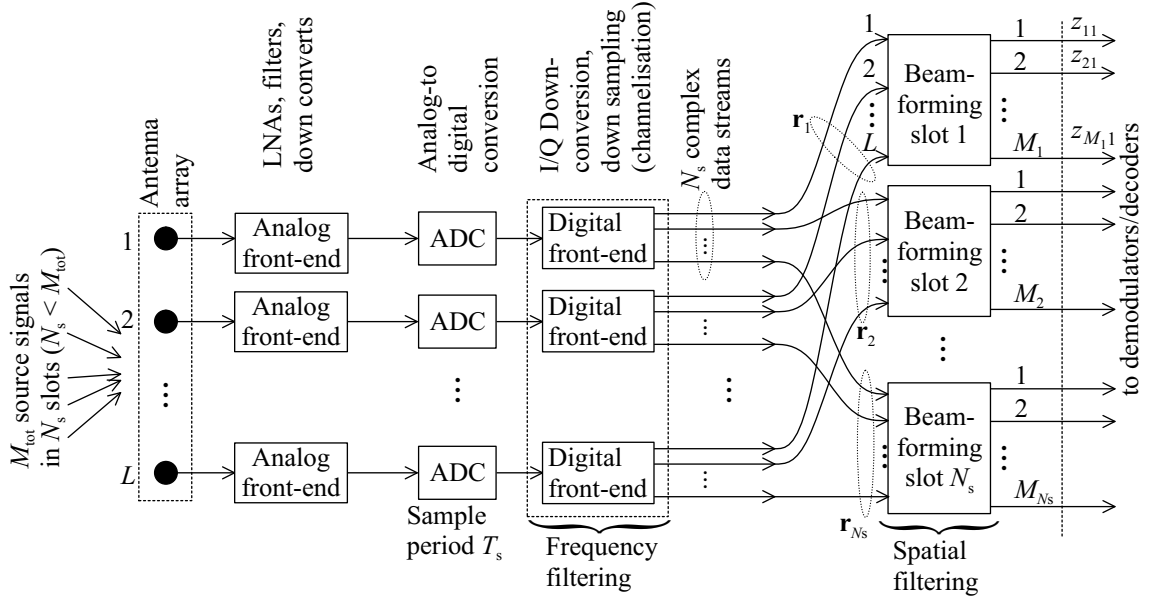 LNAs, filters,
down converts
Analog-to
digital
conversion
I/Q Down-
conversion,
down sampling
(channelisation)
N_s complex
data streams
Antenna
array
M_tot source signals
in N_s slots (N_s < M_tot)
1
2
L
Analog
front-end
Analog
front-end
Analog
front-end
ADC
ADC
ADC
Sample
period T_s
Digital
front-end
Digital
front-end
Digital
front-end
Frequency
filtering
1
2
L
r_1
r_2
r_Ns
Beam-
forming
slot 1
1
2
M_1
z_11
z_21
z_M_11
Beam-
forming
slot 2
1
2
M_2
Beam-
forming
slot N_s
1
2
M_Ns
Spatial
filtering
to demodulators/decoders